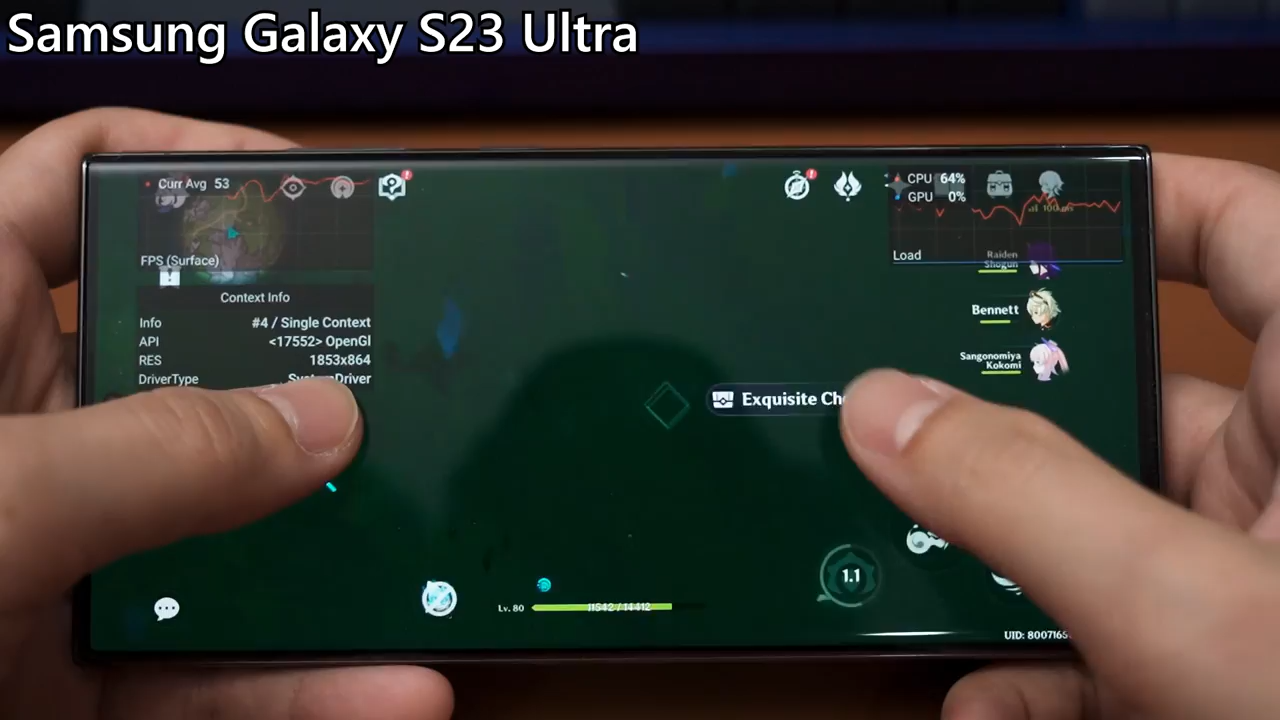 Samsung Galaxy S23 Ultra
Curr Avg 53
FPS (Surface)
Context Info
Info #4 / Single Context
API <17552> OpenGl
RES 1853x864
DriverType
CPU 64%
GPU 0%
100 ms
Load
Raiden
Shogun
Bennett
Sangonomiya
Kokomi
Exquisite
1.1
Lv. 80 11542 / 14412
UID: